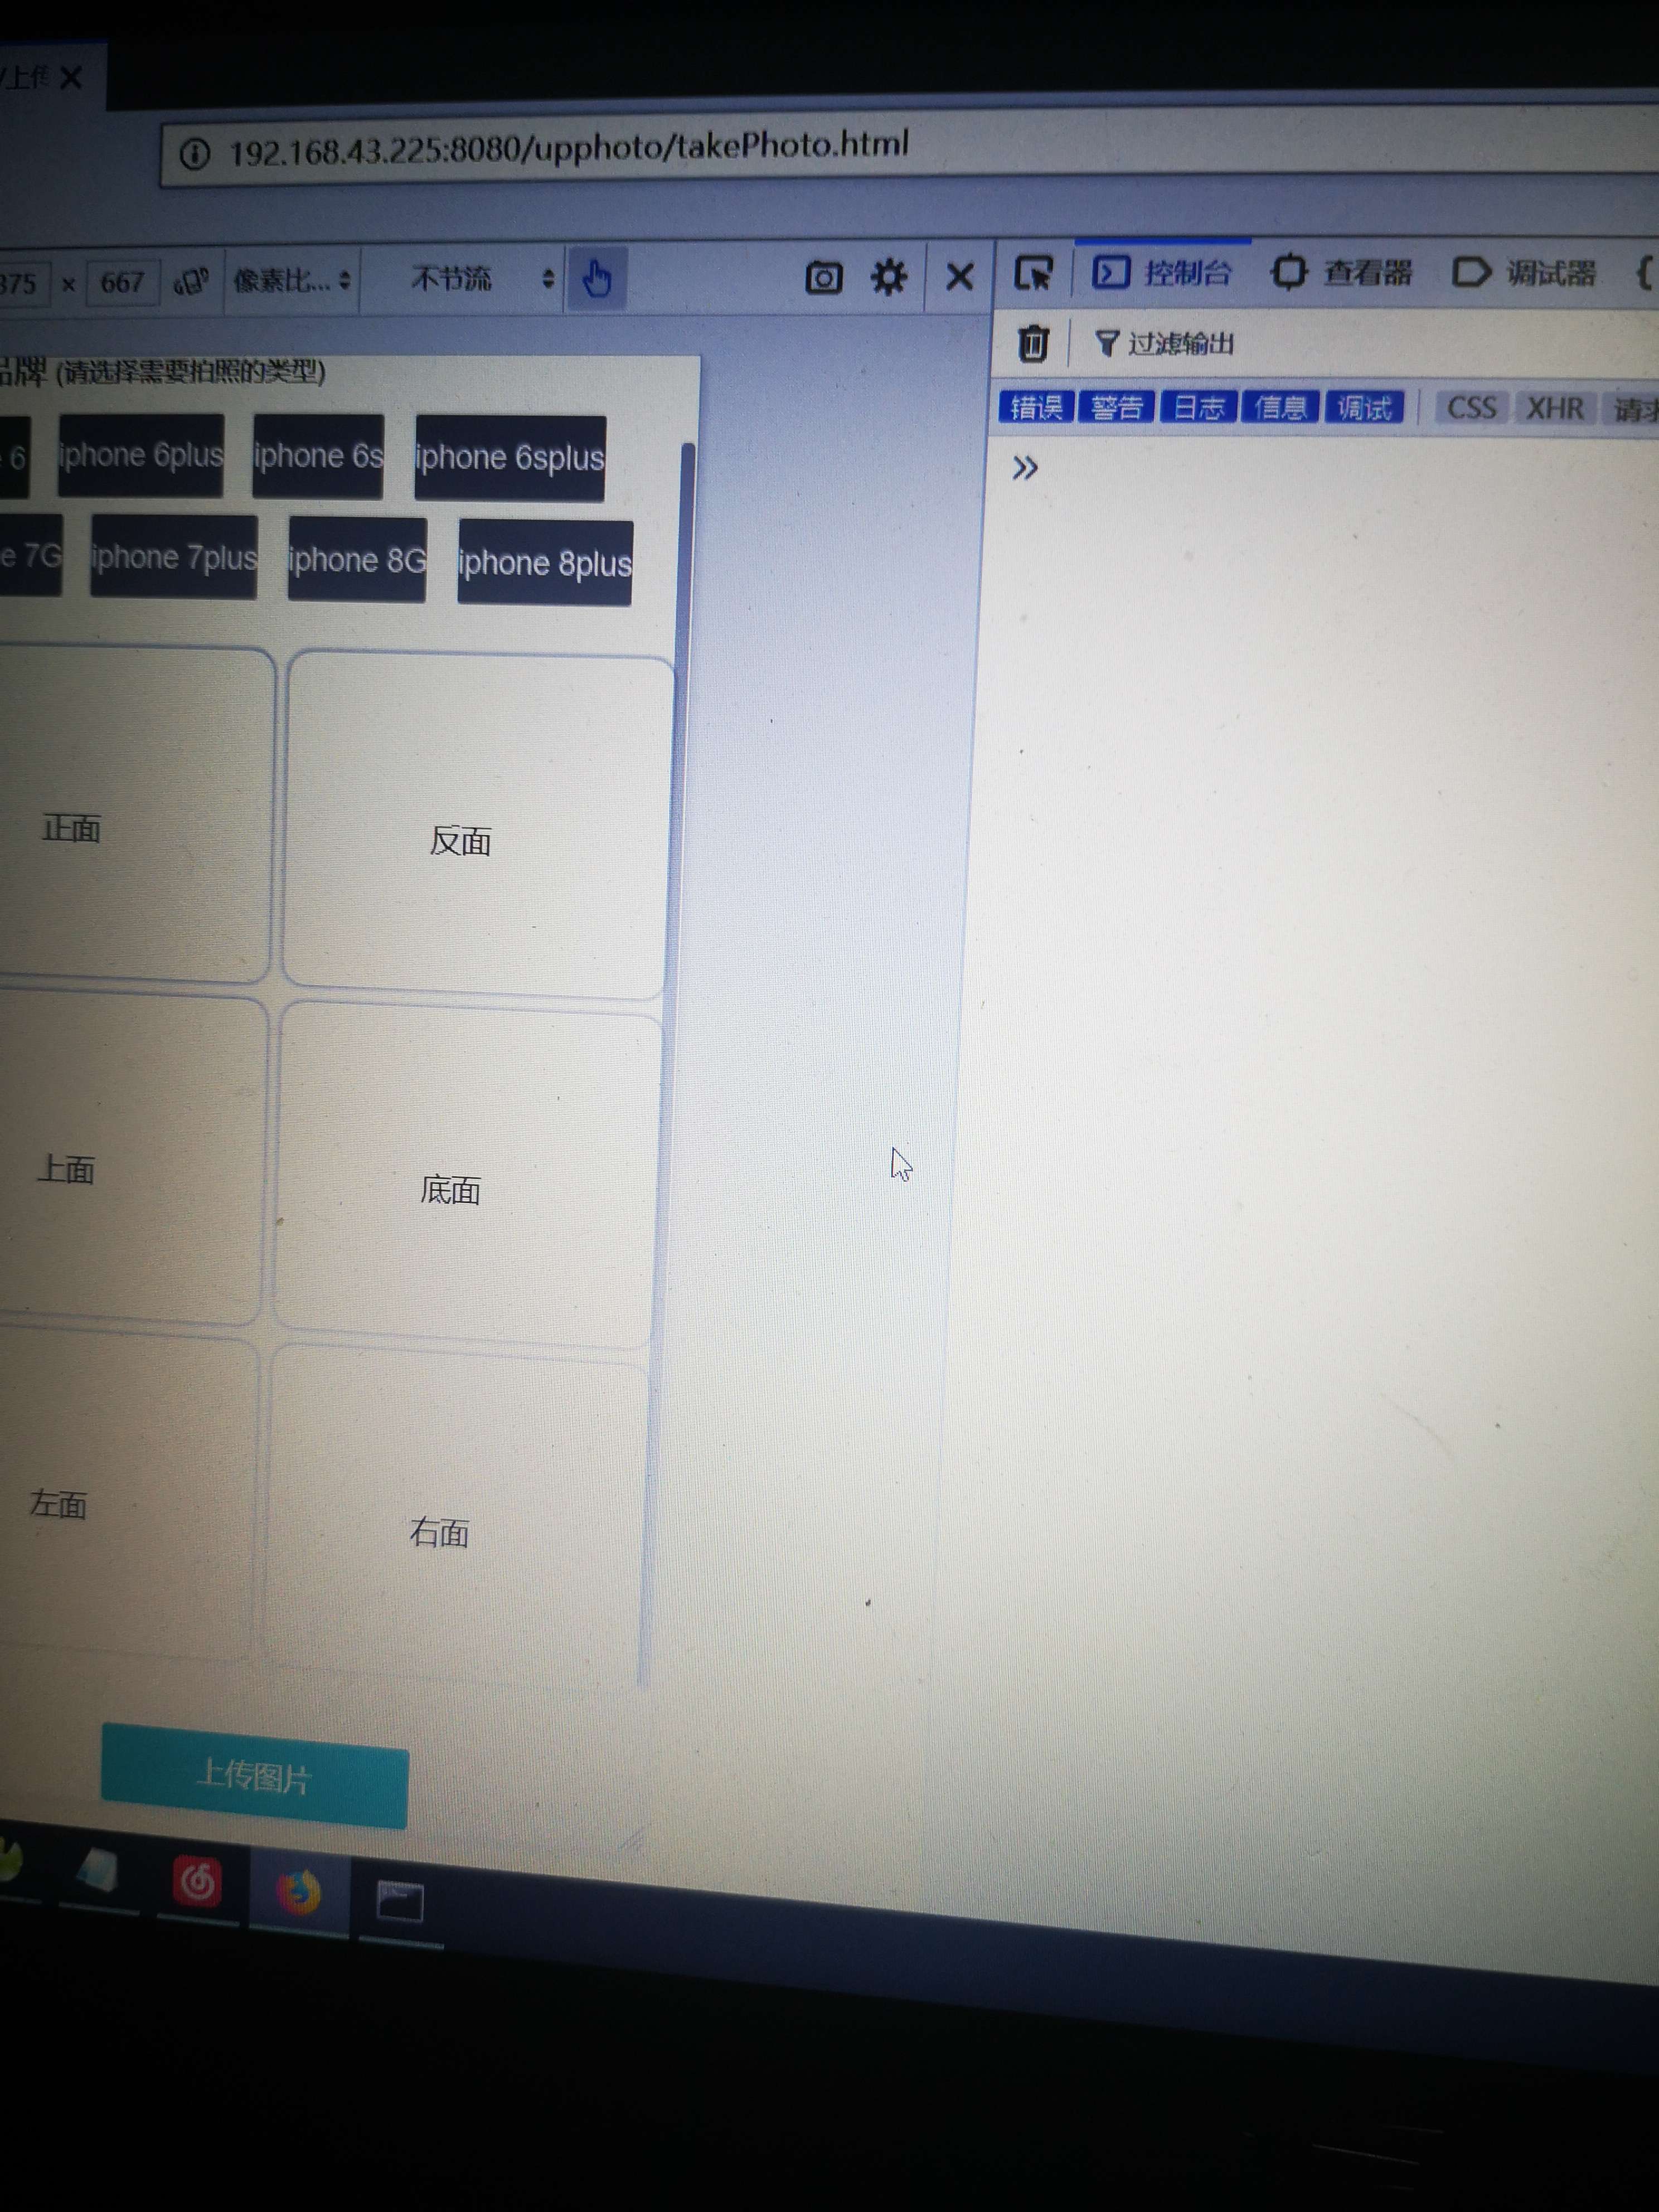 /上传
192.168.43.225:8080/upphoto/takePhoto.html
375 × 667 像素比... 不节流
控制台 查看器 调试器
过滤输出
错误 警告 日志 信息 调试 CSS XHR 请求
品牌 (请选择需要拍照的类型)
6 iphone 6plus iphone 6s iphone 6splus
e 7G iphone 7plus iphone 8G iphone 8plus
正面 反面
上面 底面
左面 右面
上传图片